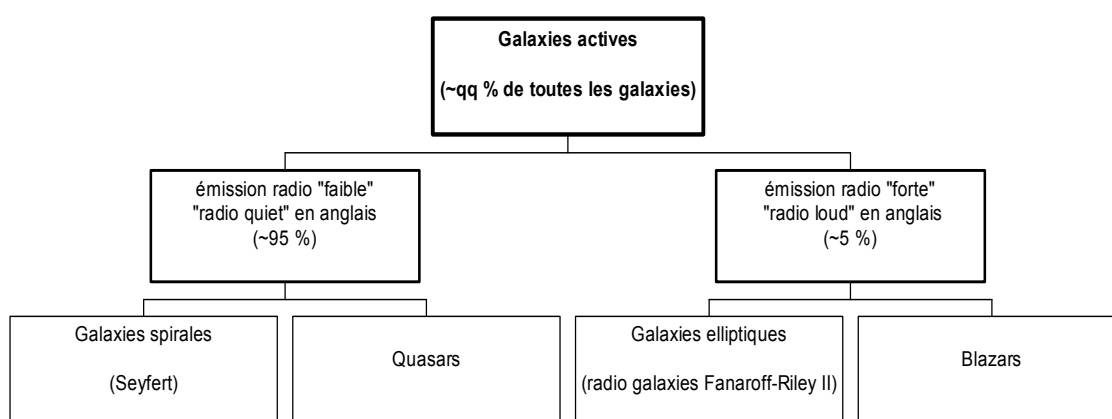 Galaxies actives
(~qq % de toutes les galaxies)
émission radio "faible"
"radio quiet" en anglais
(~95 %)
émission radio "forte"
"radio loud" en anglais
(~5 %)
Galaxies spirales
(Seyfert)
Quasars
Galaxies elliptiques
(radio galaxies Fanaroff-Riley II)
Blazars